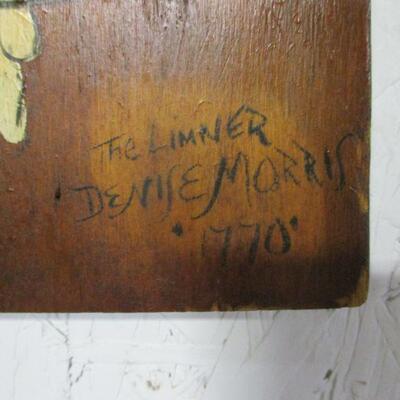 The LIMNER
DENISE MORRIS
'1770'